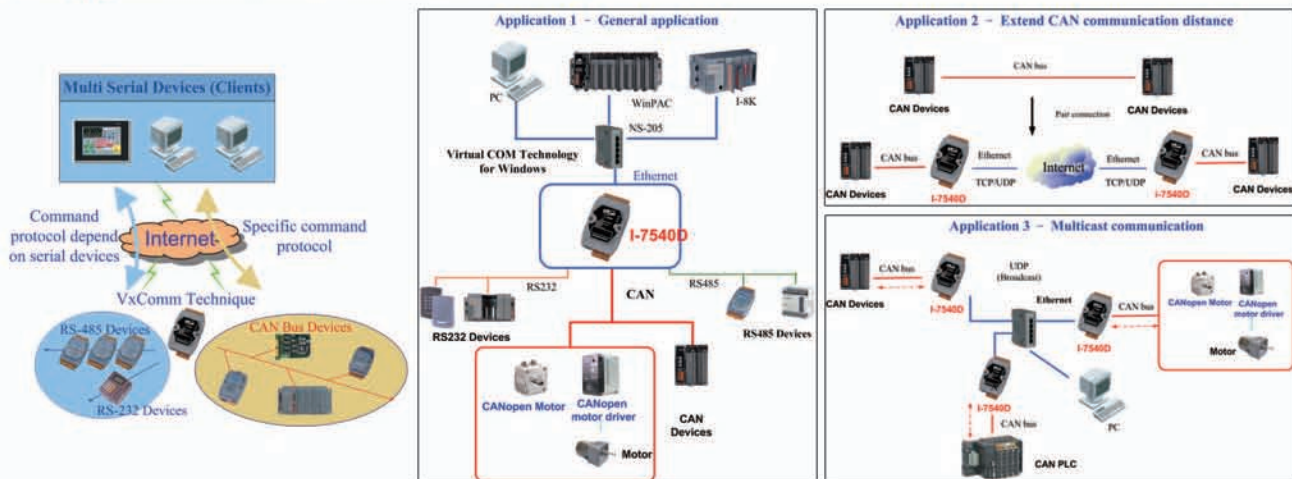 Multi Serial Devices (Clients)
Command
protocol depend
on serial devices
Internet
Specific command
protocol
VxComm Technique
RS-485 Devices
CAN Bus Devices
RS-232 Devices
Application 1 - General application
PC
WinPAC
I-8K
NS-205
Virtual COM Technology
for Windows
Ethernet
I-7540D
RS232
CAN
RS485
RS232 Devices
RS485 Devices
CANopen Motor
CANopen
motor driver
Motor
CAN
Devices
Application 2 - Extend CAN communication distance
CAN bus
CAN Devices
CAN Devices
Pair connection
CAN bus
Ethernet
Internet
Ethernet
CAN bus
TCP/UDP
TCP/UDP
CAN Devices
I-7540D
I-7540D
CAN Devices
Application 3 - Multicast communication
CAN bus
UDP
(Broadcast)
CAN Devices
I-7540D
Ethernet
CAN bus
CANopen Motor
CANopen
motor driver
I-7540D
Motor
I-7540D
CAN bus
PC
CAN PLC